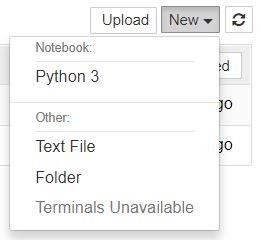 Upload New
Notebook:
Python 3
Other:
Text File
Folder
Terminals Unavailable